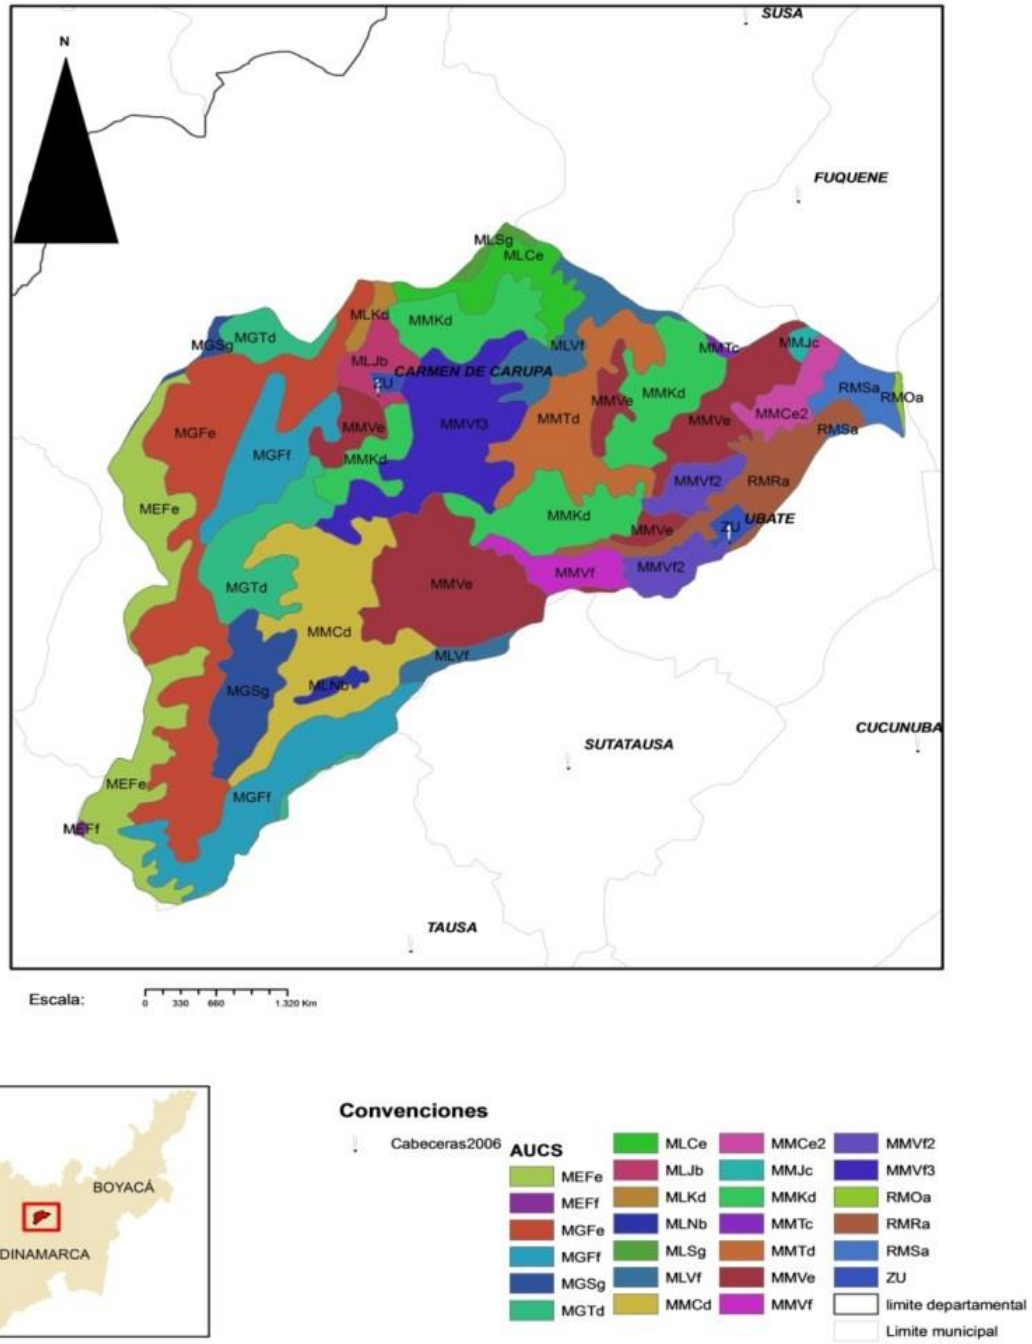 SUSA
N
FUQUENE
MLSg
MLCe
MLKd
MMKd
MGTd
MGSg
MLVf
MMTc
MMJc
MLJb
ZU
CARMEN DE CARUPA
RMSa
RMOa
MMVe
MMKd
MGFe
MMVe
MMVf3
MMTd
MMVe
MMCe2
RMSa
MGFf
MMKd
MMVf2
RMRa
MEFe
MMKd
MMVe
ZU
UBATE
MMVf
MMVf2
MGTd
MMVe
MMCd
MLVf
MGSg
MLNb
CUCUNUBA
SUTATAUSA
MEFe
MGFf
MEFf
TAUSA
Escala:
0 330 660 1.320 Km
BOYACÁ
DINAMARCA
Convenciones
Cabeceras2006
AUCS
MEFe
MEFf
MGFe
MGFf
MGSg
MGTd
MLCe
MLJb
MLKd
MLNb
MLSg
MLVf
MMCd
MMCe2
MMJc
MMKd
MMTc
MMTd
MMVe
MMVf
MMVf2
MMVf3
RMOa
RMRa
RMSa
ZU
limite departamental
Limite municipal